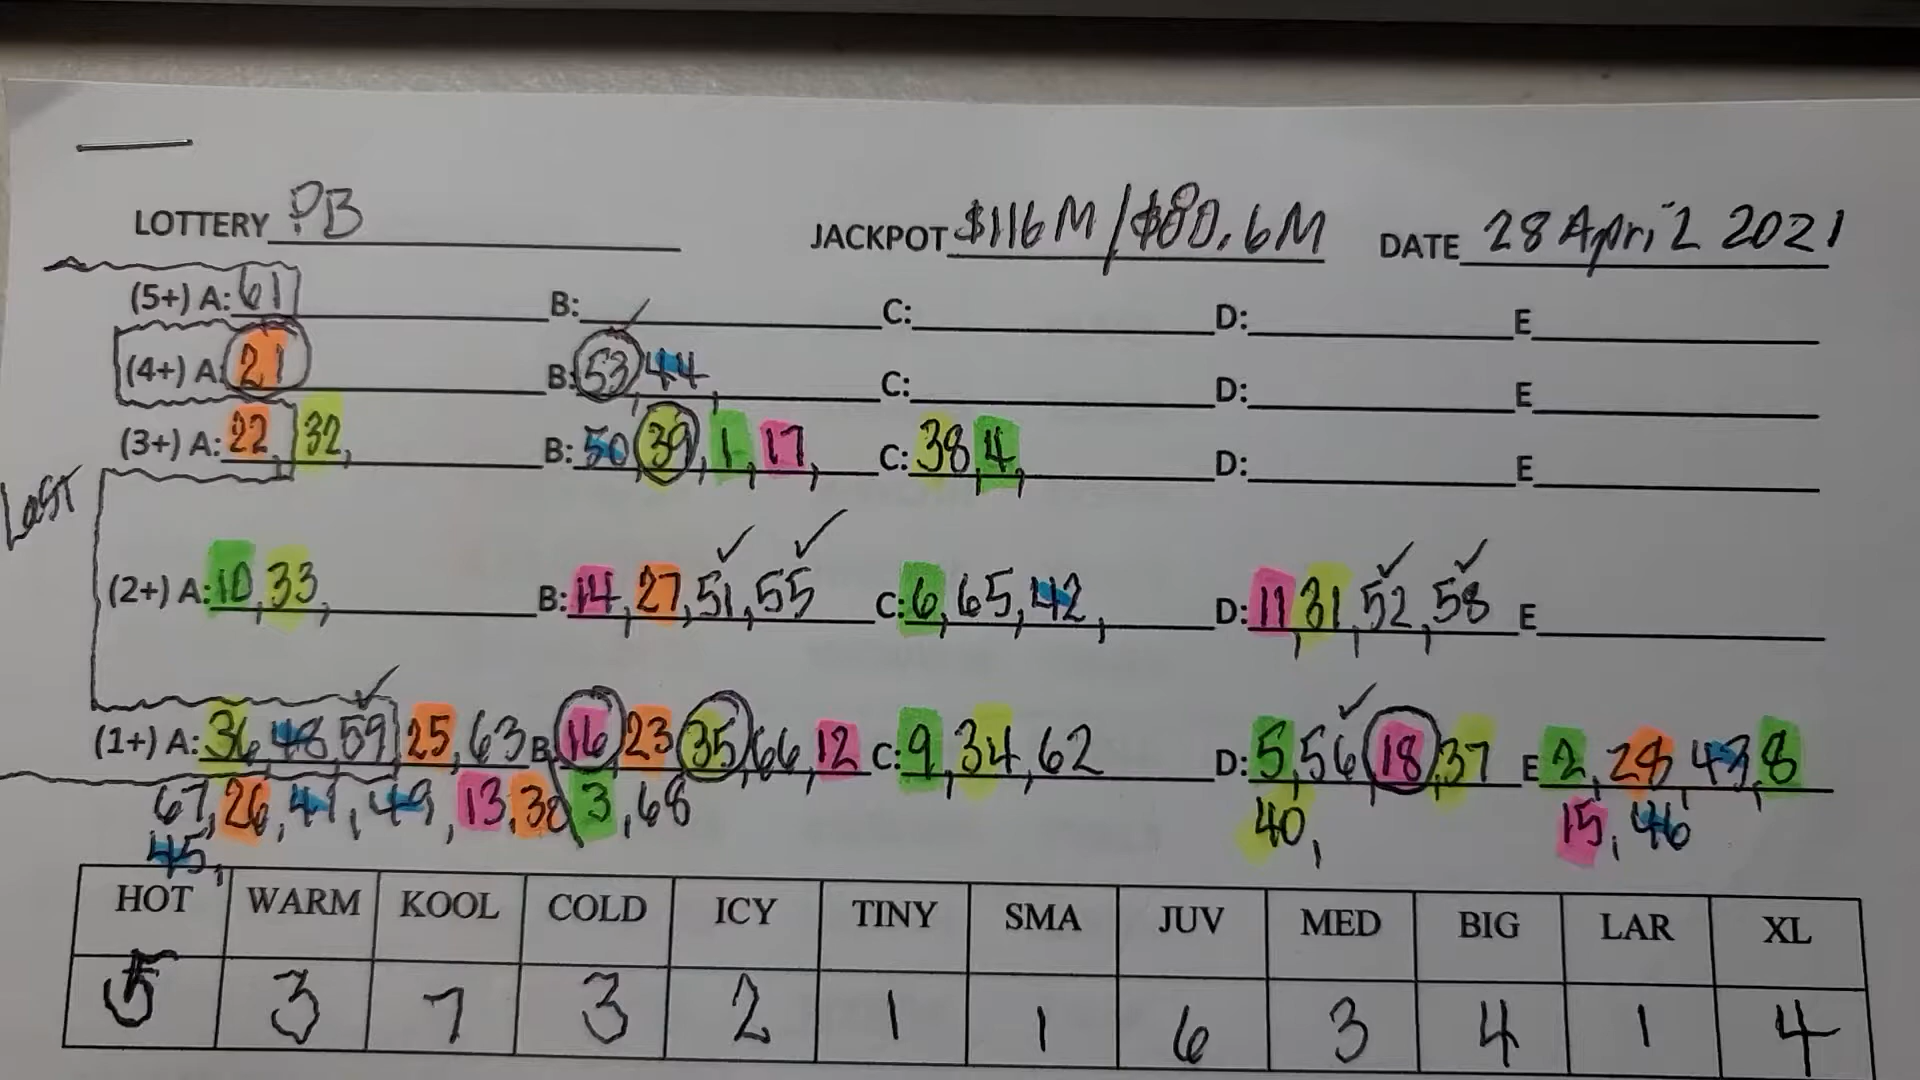 LOTTERY PB JACKPOT $116M/$80.6M DATE 28 April 2021
(5+) A: 61 B: C: D: E
(4+) A: 21 B: 53, 44, C: D: E
(3+) A: 22, 32, B: 50, 39, 1, 17, C: 38, 4, D: E
Last
(2+) A: 10, 33, B: 14, 27, 51, 55 C: 6, 65, 42, D: 11, 31, 52, 58 E
(1+) A: 36, 48, 59, 25, 63 B 16, 23, 35, 66, 12 C: 9, 34, 62 D: 5, 56, 18, 37 E 2, 28, 43, 8
67, 26, 41, 49, 13, 30 3, 68 40, 15, 46
45,
HOT WARM KOOL COLD ICY TINY SMA JUV MED BIG LAR XL
5 3 7 3 2 1 1 6 3 4 1 4